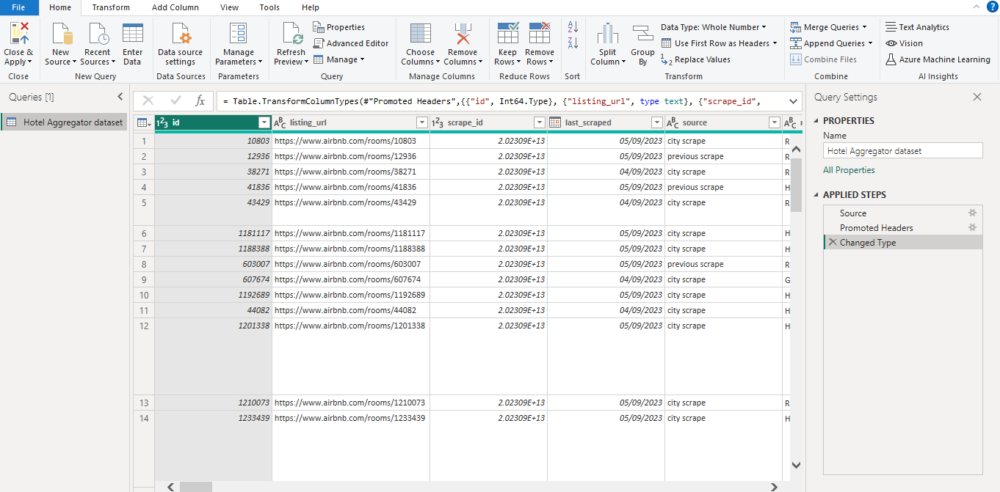 File Home Transform Add Column View Tools Help
Close & Apply
New Source
Recent Sources
Enter Data
Data source settings
Manage Parameters
Refresh Preview
Properties
Advanced Editor
Manage
Choose Columns
Remove Columns
Keep Rows
Remove Rows
Split Column
Group By
Data Type: Whole Number
Use First Row as Headers
Replace Values
Merge Queries
Append Queries
Combine Files
Text Analytics
Vision
Azure Machine Learning
Close New Query Data Sources Parameters Query Manage Columns Reduce Rows Sort Transform Combine AI Insights
Queries [1]
Hotel Aggregator dataset
fx = Table.TransformColumnTypes(#"Promoted Headers",{{"id", Int64.Type}, {"listing_url", type text}, {"scrape_id",
1²3 id ABC listing_url 1²3 scrape_id last_scraped ABC source ABC
1 10803 https://www.airbnb.com/rooms/10803 2.02309E+13 05/09/2023 city scrape R
2 12936 https://www.airbnb.com/rooms/12936 2.02309E+13 05/09/2023 previous scrape R
3 38271 https://www.airbnb.com/rooms/38271 2.02309E+13 04/09/2023 city scrape R
4 41836 https://www.airbnb.com/rooms/41836 2.02309E+13 05/09/2023 previous scrape H
5 43429 https://www.airbnb.com/rooms/43429 2.02309E+13 04/09/2023 city scrape R
6 1181117 https://www.airbnb.com/rooms/1181117 2.02309E+13 05/09/2023 city scrape H
7 1188388 https://www.airbnb.com/rooms/1188388 2.02309E+13 05/09/2023 city scrape H
8 603007 https://www.airbnb.com/rooms/603007 2.02309E+13 05/09/2023 previous scrape R
9 607674 https://www.airbnb.com/rooms/607674 2.02309E+13 04/09/2023 city scrape G
10 1192689 https://www.airbnb.com/rooms/1192689 2.02309E+13 05/09/2023 city scrape H
11 44082 https://www.airbnb.com/rooms/44082 2.02309E+13 04/09/2023 city scrape H
12 1201338 https://www.airbnb.com/rooms/1201338 2.02309E+13 05/09/2023 city scrape H
13 1210073 https://www.airbnb.com/rooms/1210073 2.02309E+13 05/09/2023 city scrape R
14 1233439 https://www.airbnb.com/rooms/1233439 2.02309E+13 05/09/2023 city scrape H
Query Settings
PROPERTIES
Name
Hotel Aggregator dataset
All Properties
APPLIED STEPS
Source
Promoted Headers
Changed Type